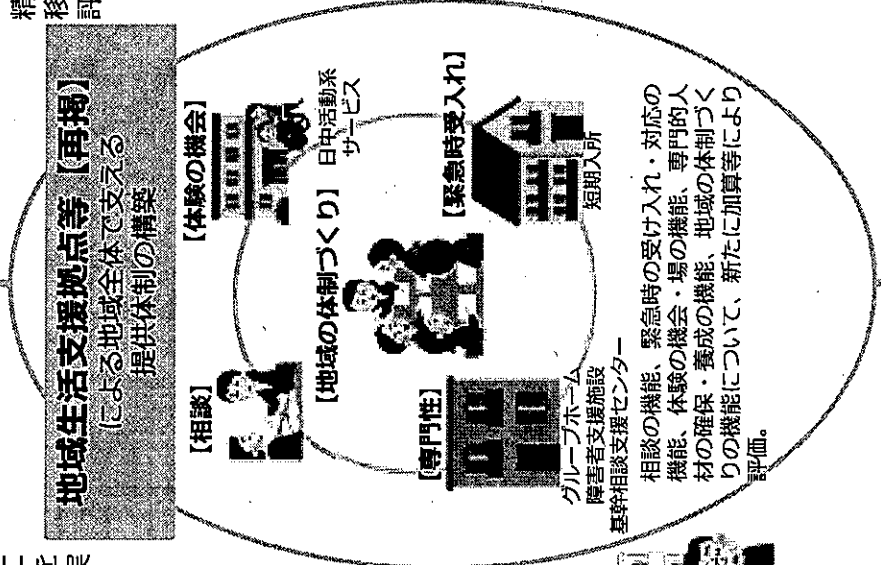 地域生活支援拠点等【再掲】
による地域全体で支える
提供体制の構築
【相談】
【体験の機会】
日中活動系
サービス
【地域の体制づくり】
【専門性】
グループホーム
障害者支援施設
基幹相談支援センター
【緊急時受入れ】
短期入所
相談の機能、緊急時の受け入れ・対応の
機能、体験の機会・場の機能、専門的人
材の確保・養成の機能、地域の体制づく
りの機能について、新たに加算等により
評価。
精
移
評